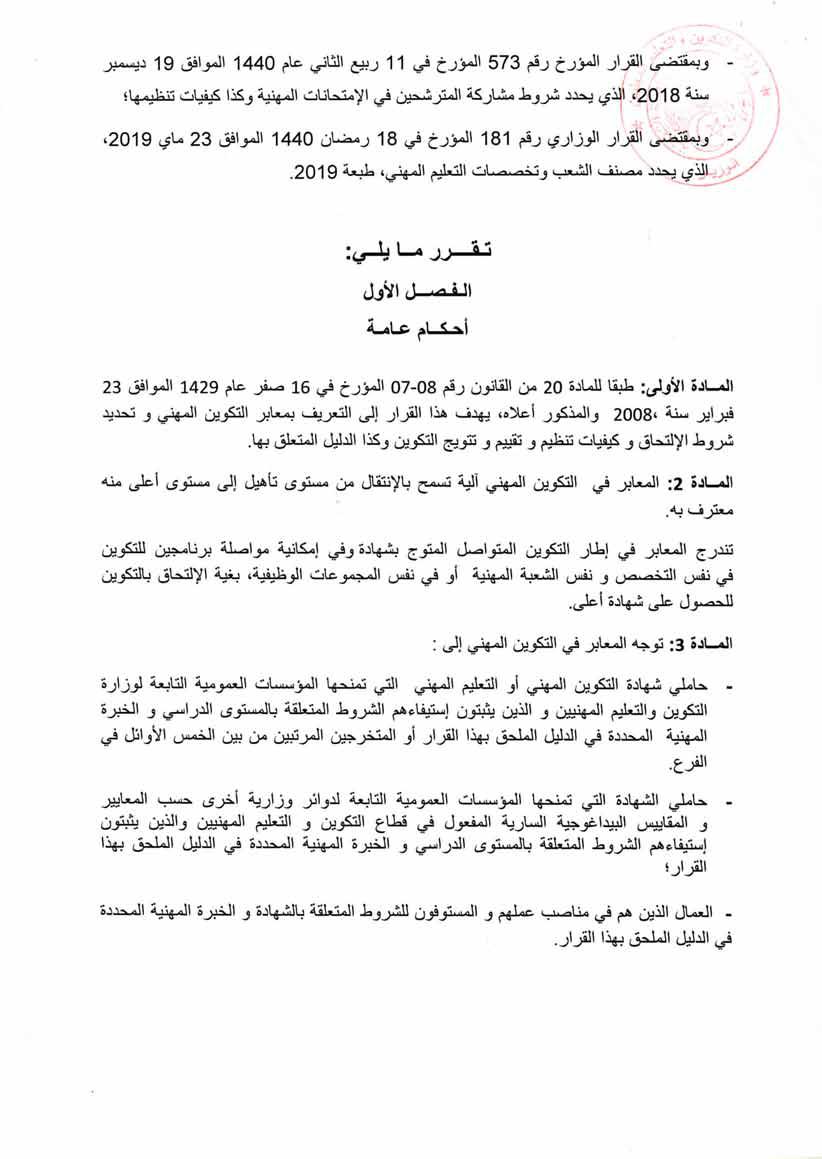 - وبمقتضى القرار المؤرخ رقم 573 المؤرخ في 11 ربيع الثاني عام 1440 الموافق 19 ديسمبر
سنة 2018، الذي يحدد شروط مشاركة المترشحين في الإمتحانات المهنية وكذا كيفيات تنظيمها؛
- وبمقتضى القرار الوزاري رقم 181 المؤرخ في 18 رمضان 1440 الموافق 23 ماي 2019،
الذي يحدد مصنف الشعب وتخصصات التعليم المهني، طبعة 2019.
تـقـــرر مــا يلــي:
الـفـصــل الأول
أحـكــام عـامـة
المــادة الأولى: طبقا للمادة 20 من القانون رقم 08-07 المؤرخ في 16 صفر عام 1429 الموافق 23
فبراير سنة ،2008 والمذكور أعلاه، يهدف هذا القرار إلى التعريف بمعابر التكوين المهني و تحديد
شروط الإلتحاق و كيفيات تنظيم و تقييم و تتويج التكوين وكذا الدليل المتعلق بها.
المــادة 2: المعابر في التكوين المهني آلية تسمح بالإنتقال من مستوى تأهيل إلى مستوى أعلى منه
معترف به.
تندرج المعابر في إطار التكوين المتواصل المتوج بشهادة وفي إمكانية مواصلة برنامجين للتكوين
في نفس التخصص و نفس الشعبة المهنية أو في نفس المجموعات الوظيفية، بغية الإلتحاق بالتكوين
للحصول على شهادة أعلى.
المــادة 3: توجه المعابر في التكوين المهني إلى :
- حاملي شهادة التكوين المهني أو التعليم المهني التي تمنحها المؤسسات العمومية التابعة لوزارة
التكوين والتعليم المهنيين و الذين يثبتون إستيفاءهم الشروط المتعلقة بالمستوى الدراسي و الخبرة
المهنية المحددة في الدليل الملحق بهذا القرار أو المتخرجين المرتبين من بين الخمس الأوائل في
الفرع.
- حاملي الشهادة التي تمنحها المؤسسات العمومية التابعة لدوائر وزارية أخرى حسب المعايير
و المقاييس البيداغوجية السارية المفعول في قطاع التكوين و التعليم المهنيين والذين يثبتون
إستيفاءهم الشروط المتعلقة بالمستوى الدراسي و الخبرة المهنية المحددة في الدليل الملحق بهذا
القرار؛
- العمال الذين هم في مناصب عملهم و المستوفون للشروط المتعلقة بالشهادة و الخبرة المهنية المحددة
في الدليل الملحق بهذا القرار.